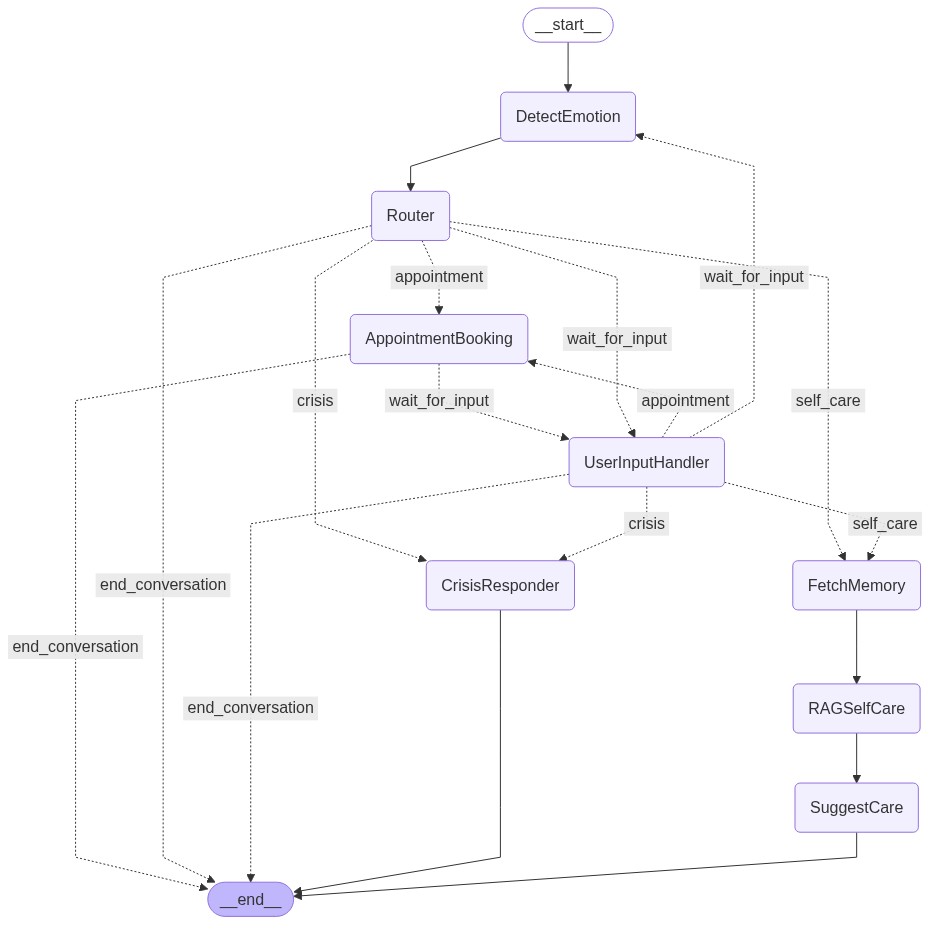 __start__
DetectEmotion
Router
appointment
wait_for_input
AppointmentBooking
wait_for_input
crisis
wait_for_input
appointment
self_care
UserInputHandler
crisis
self_care
end_conversation
CrisisResponder
FetchMemory
end_conversation
end_conversation
RAGSelfCare
SuggestCare
__end__